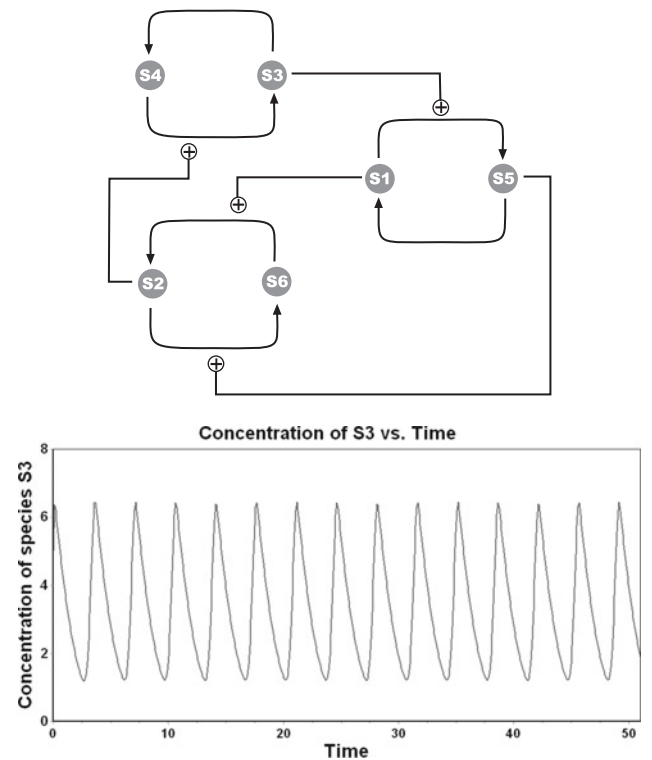 S4 S3
S1 S5
S2 S6
Concentration of S3 vs. Time
Concentration of species S3
8
6
4
2
0
0 10 20 30 40 50
Time